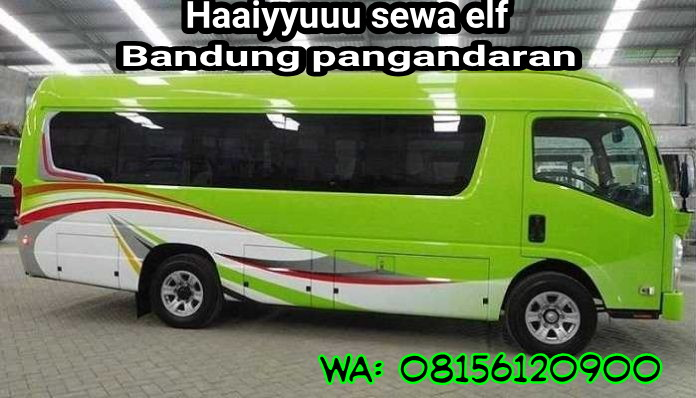 Haaiyyuuu sewa elf
Bandung pangandaran
WA: 08156120900